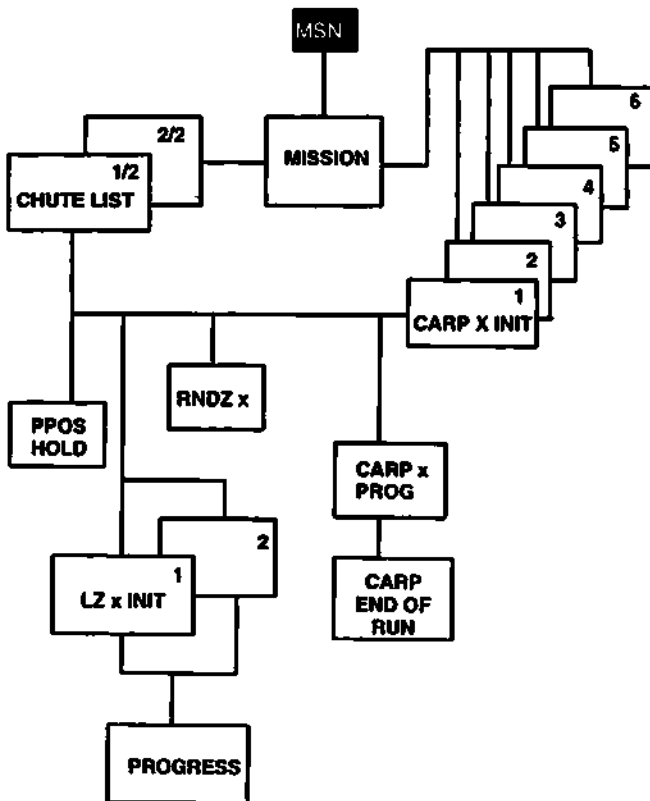 MSN
6
2/2
MISSION
5
1/2
CHUTE LIST
4
3
2
1
CARP X INIT
RNDZ x
PPOS
HOLD
CARP x
PROG
2
1
LZ x INIT
CARP
END OF
RUN
PROGRESS